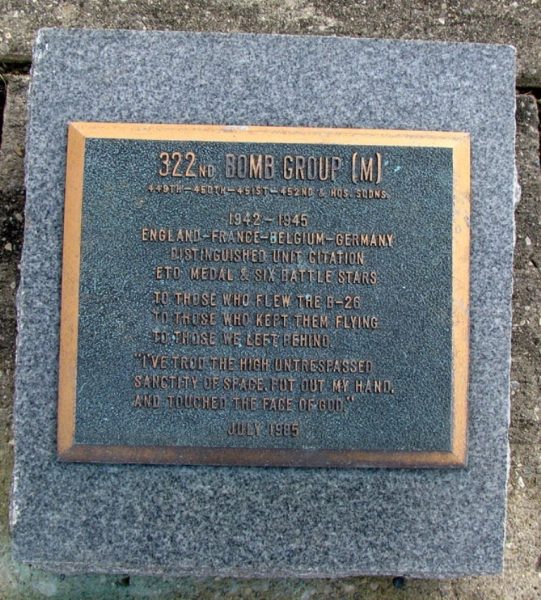 322ND BOMB GROUP (M)
449TH-450TH-451ST-452ND & HQS. SQDNS.
1942-1945
ENGLAND-FRANCE-BELGIUM-GERMANY
DISTINGUISHED UNIT CITATION
ETO MEDAL & SIX BATTLE STARS
TO THOSE WHO FLEW THE B-26
TO THOSE WHO KEPT THEM FLYING
TO THOSE WE LEFT BEHIND
"I'VE TROD THE HIGH UNTRESPASSED
SANCTITY OF SPACE, PUT OUT MY HAND,
AND TOUCHED THE FACE OF GOD."
JULY 1985